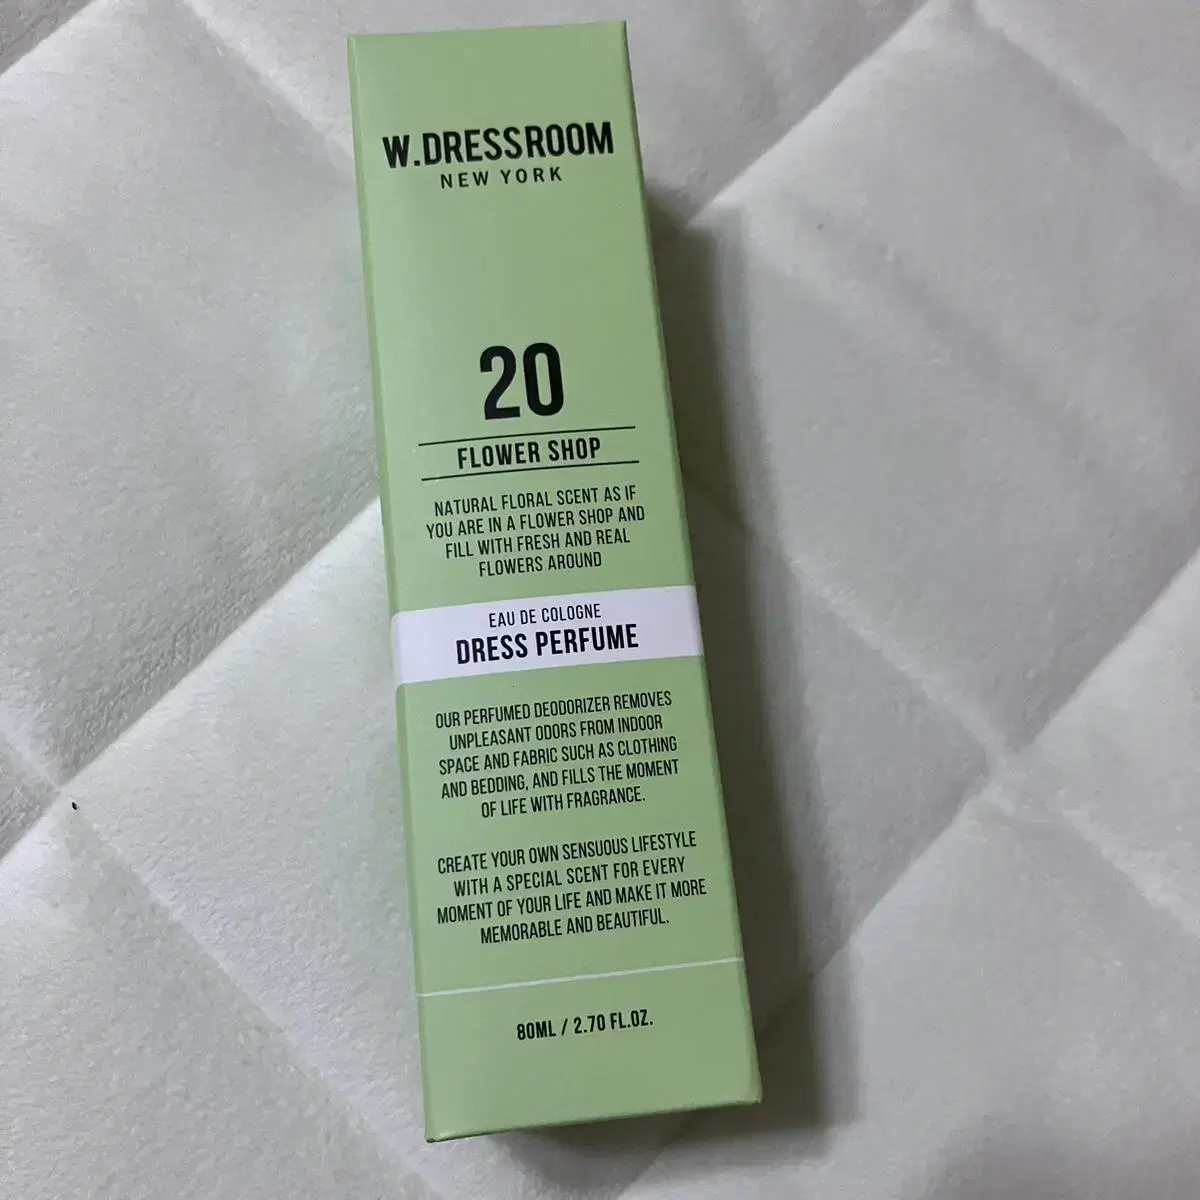 W.DRESSROOM
NEW YORK
20
FLOWER SHOP
NATURAL FLORAL SCENT AS IF
YOU ARE IN A FLOWER SHOP AND
FILL WITH FRESH AND REAL
FLOWERS AROUND
EAU DE COLOGNE
DRESS PERFUME
OUR PERFUMED DEODORIZER REMOVES
UNPLEASANT ODORS FROM INDOOR
SPACE AND FABRIC SUCH AS CLOTHING
AND BEDDING, AND FILLS THE MOMENT
OF LIFE WITH FRAGRANCE.
CREATE YOUR OWN SENSUOUS LIFESTYLE
WITH A SPECIAL SCENT FOR EVERY
MOMENT OF YOUR LIFE AND MAKE IT MORE
MEMORABLE AND BEAUTIFUL.
80ML / 2.70 FL.OZ.